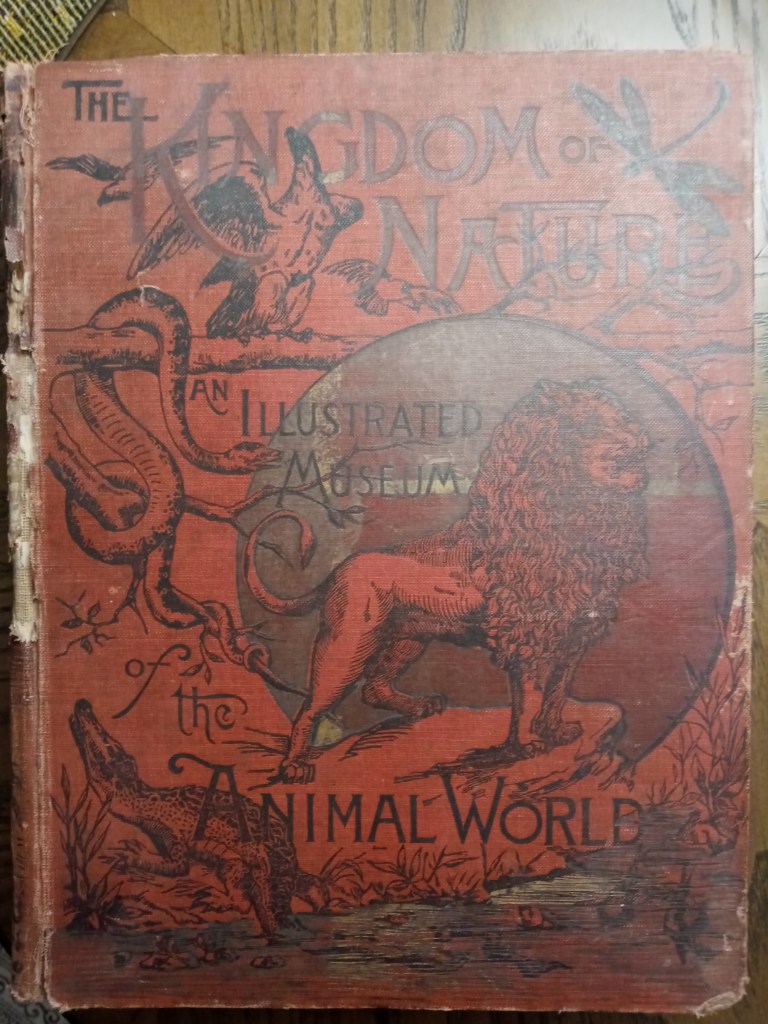 THE KINGDOM OF
NATURE
AN ILLUSTRATED
MUSEUM
of the
ANIMAL WORLD